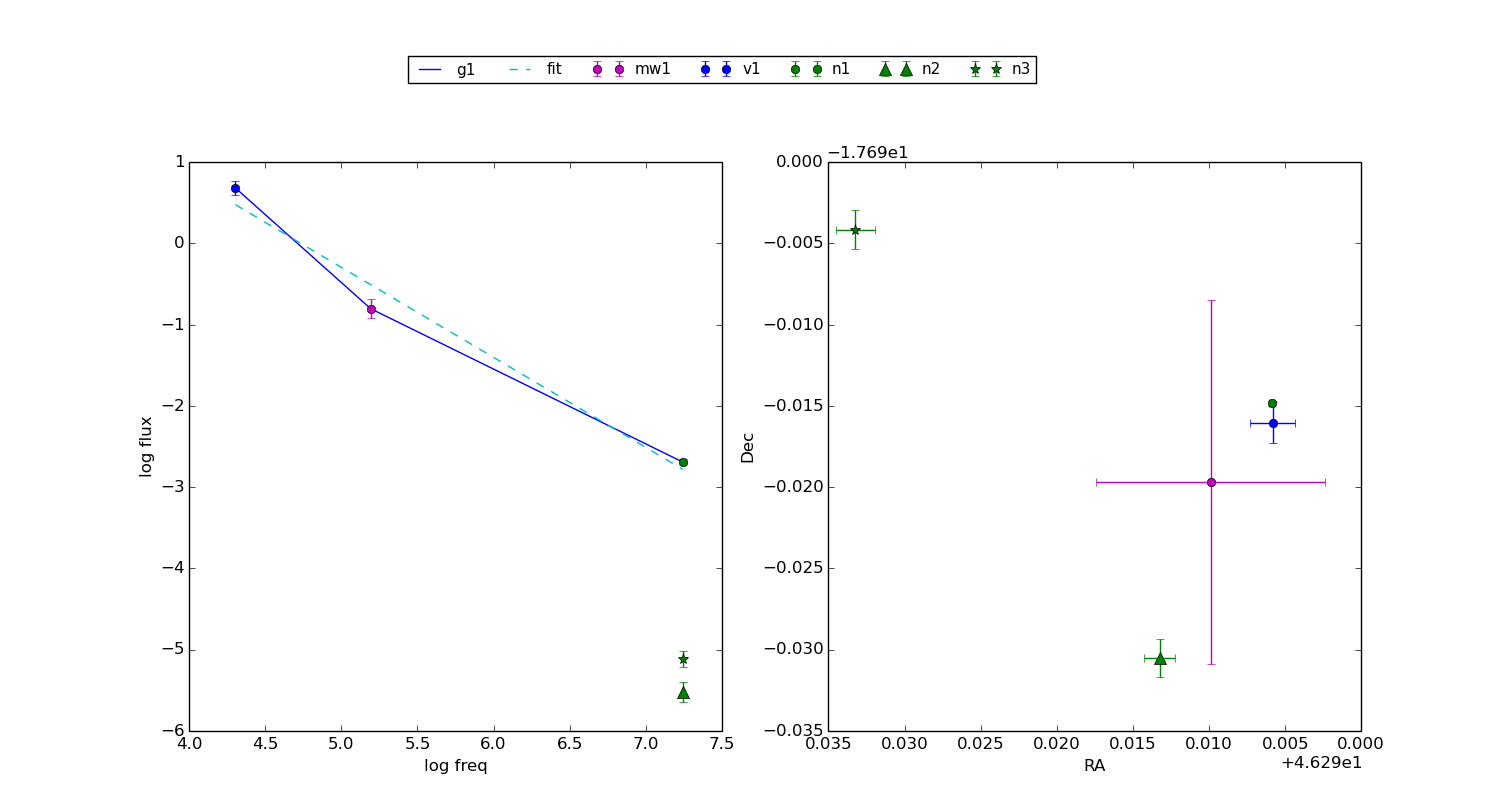 g1 fit mw1 v1 n1 n2 n3
1
0
−1
−2
−3
−4
−5
−6
log flux
4.0 4.5 5.0 5.5 6.0 6.5 7.0 7.5
log freq
−1.769e1
0.000
−0.005
−0.010
−0.015
−0.020
−0.025
−0.030
−0.035
Dec
0.035 0.030 0.025 0.020 0.015 0.010 0.005 0.000
RA
+4.629e1